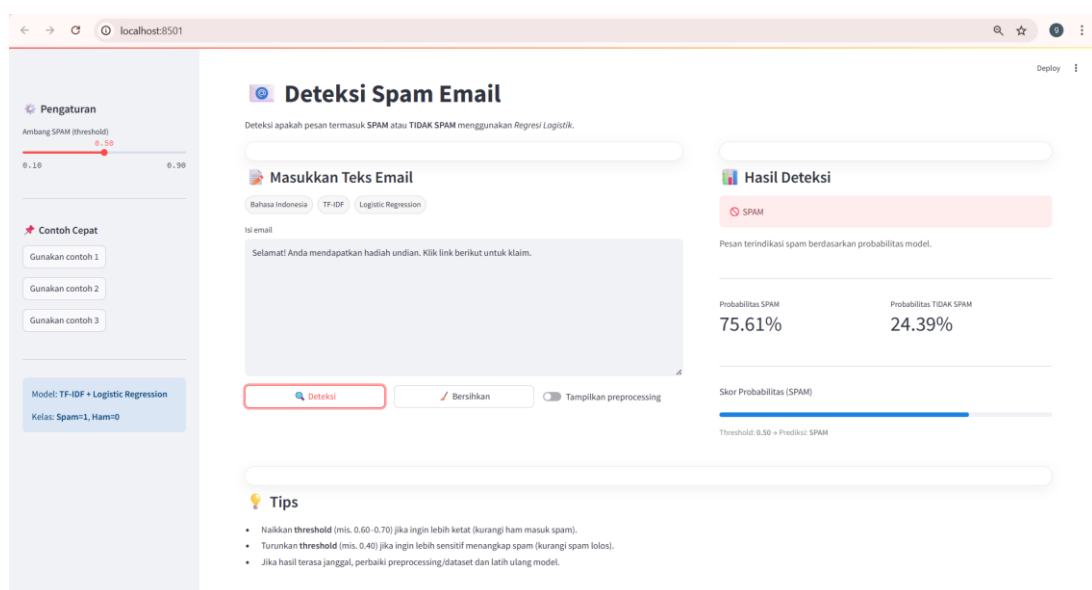 localhost:8501
9
Deploy
Pengaturan
Ambang SPAM (threshold)
0.50
0.10 0.90
Contoh Cepat
Gunakan contoh 1
Gunakan contoh 2
Gunakan contoh 3
Model: TF-IDF + Logistic Regression
Kelas: Spam=1, Ham=0
Deteksi Spam Email
Deteksi apakah pesan termasuk SPAM atau TIDAK SPAM menggunakan Regresi Logistik.
Masukkan Teks Email
Bahasa Indonesia TF-IDF Logistic Regression
Isi email
Selamat! Anda mendapatkan hadiah undian. Klik link berikut untuk klaim.
Deteksi Bersihkan Tampilkan preprocessing
Hasil Deteksi
SPAM
Pesan terindikasi spam berdasarkan probabilitas model.
Probabilitas SPAM Probabilitas TIDAK SPAM
75.61% 24.39%
Skor Probabilitas (SPAM)
Threshold: 0.50 → Prediksi: SPAM
Tips
• Naikkan threshold (mis. 0.60–0.70) jika ingin lebih ketat (kurangi ham masuk spam).
• Turunkan threshold (mis. 0.40) jika ingin lebih sensitif menangkap spam (kurangi spam lolos).
• Jika hasil terasa janggal, perbaiki preprocessing/dataset dan latih ulang model.